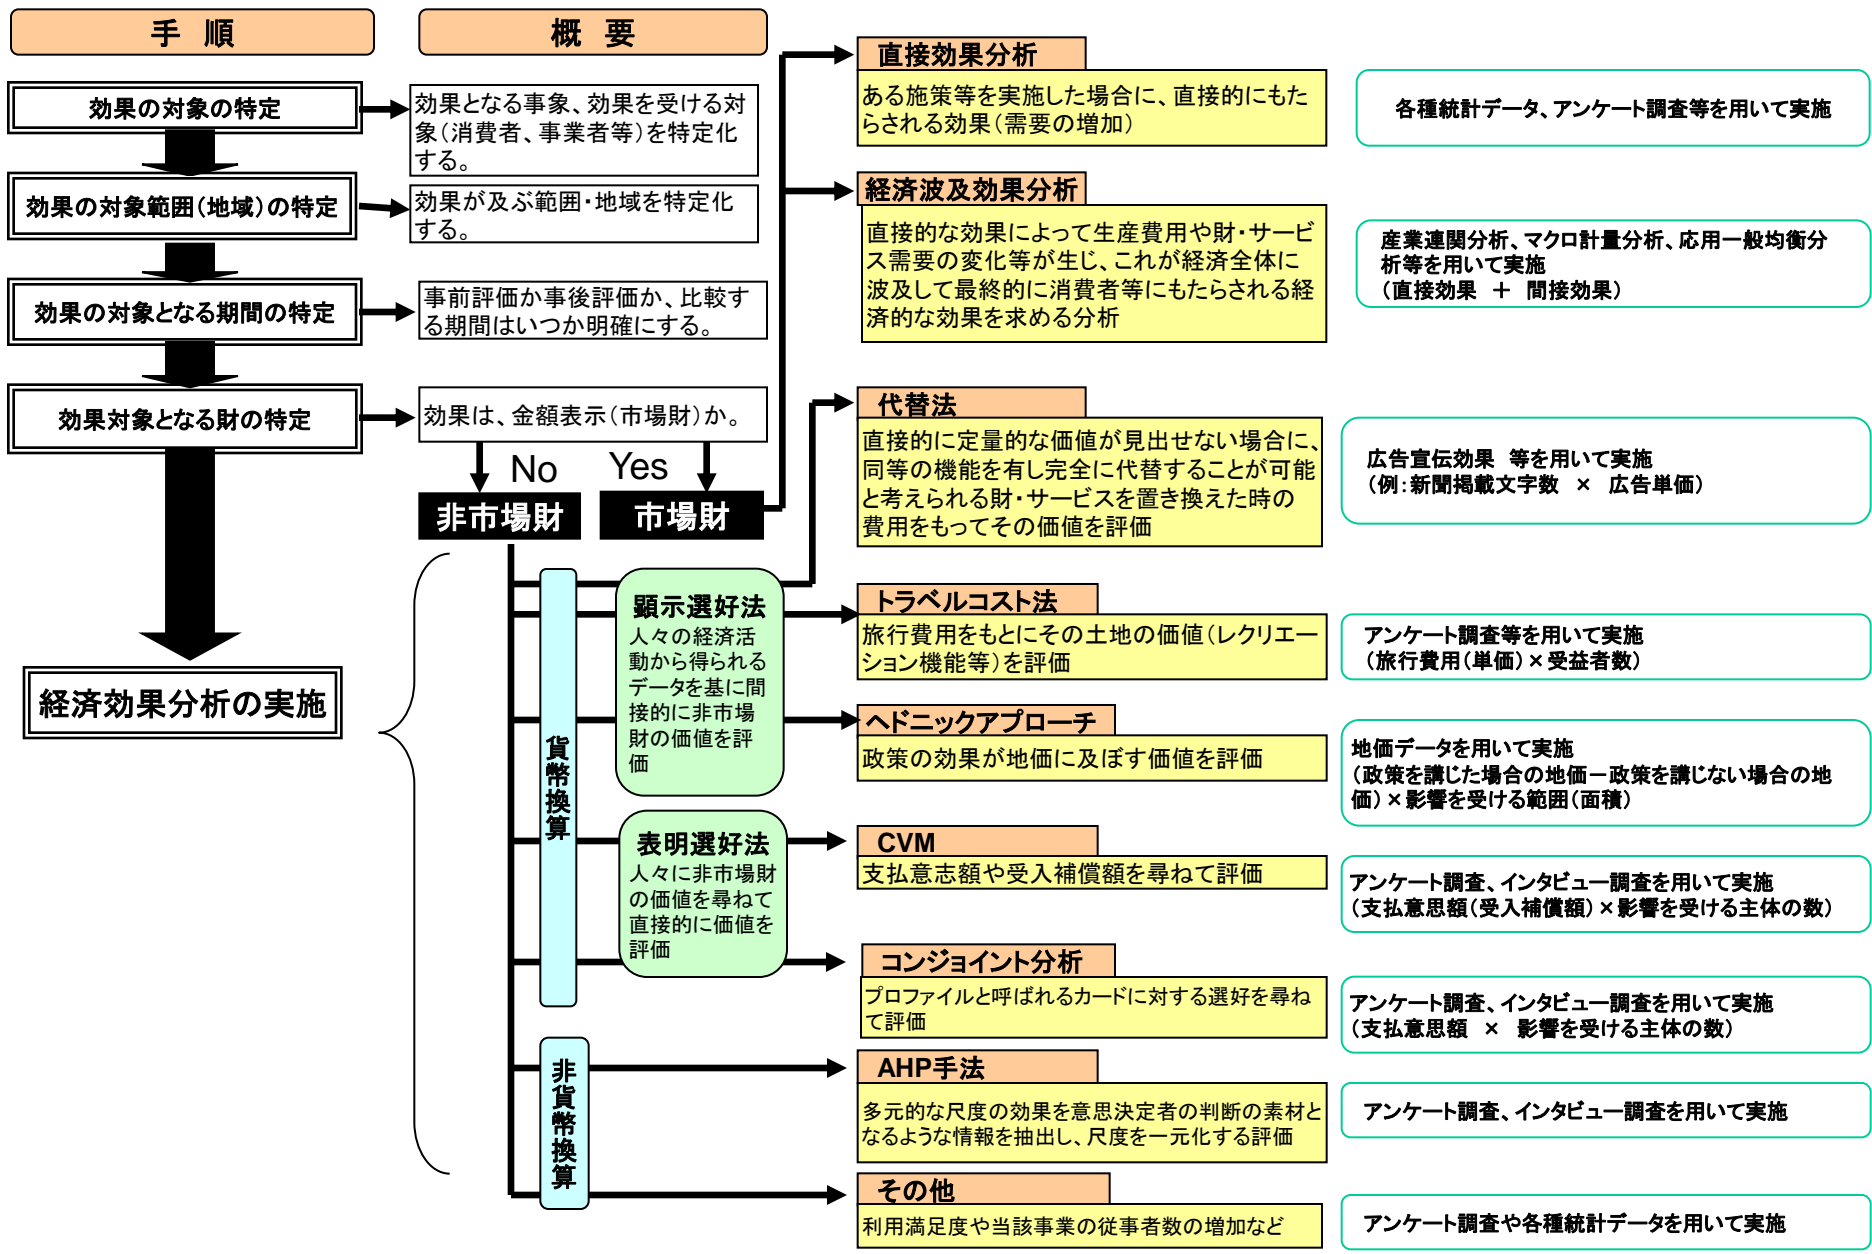 手　順
概　要
効果の対象の特定
効果となる事象、効果を受ける対
象（消費者、事業者等）を特定化
する。
効果の対象範囲（地域）の特定
効果が及ぶ範囲・地域を特定化
する。
効果の対象となる期間の特定
事前評価か事後評価か、比較す
る期間はいつか明確にする。
効果対象となる財の特定
効果は、金額表示（市場財）か。
No
Yes
非市場財
市場財
経済効果分析の実施
貨幣換算
非貨幣換算
顕示選好法
人々の経済活
動から得られる
データを基に間
接的に非市場
財の価値を評
価
表明選好法
人々に非市場財
の価値を尋ねて
直接的に価値を
評価
直接効果分析
ある施策等を実施した場合に、直接的にもた
らされる効果（需要の増加）
各種統計データ、アンケート調査等を用いて実施
経済波及効果分析
直接的な効果によって生産費用や財・サービ
ス需要の変化等が生じ、これが経済全体に
波及して最終的に消費者等にもたらされる経
済的な効果を求める分析
産業連関分析、マクロ計量分析、応用一般均衡分
析等を用いて実施
（直接効果　＋　間接効果）
代替法
直接的に定量的な価値が見出せない場合に、
同等の機能を有し完全に代替することが可能
と考えられる財・サービスを置き換えた時の
費用をもってその価値を評価
広告宣伝効果　等を用いて実施
（例：新聞掲載文字数　×　広告単価）
トラベルコスト法
旅行費用をもとにその土地の価値（レクリエー
ション機能等）を評価
アンケート調査等を用いて実施
（旅行費用（単価）×受益者数）
ヘドニックアプローチ
政策の効果が地価に及ぼす価値を評価
地価データを用いて実施
（政策を講じた場合の地価－政策を講じない場合の地
価）×影響を受ける範囲（面積）
CVM
支払意志額や受入補償額を尋ねて評価
アンケート調査、インタビュー調査を用いて実施
（支払意思額（受入補償額）×影響を受ける主体の数）
コンジョイント分析
プロファイルと呼ばれるカードに対する選好を尋ね
て評価
アンケート調査、インタビュー調査を用いて実施
（支払意思額　×　影響を受ける主体の数）
AHP手法
多元的な尺度の効果を意思決定者の判断の素材と
なるような情報を抽出し、尺度を一元化する評価
アンケート調査、インタビュー調査を用いて実施
その他
利用満足度や当該事業の従事者数の増加など
アンケート調査や各種統計データを用いて実施